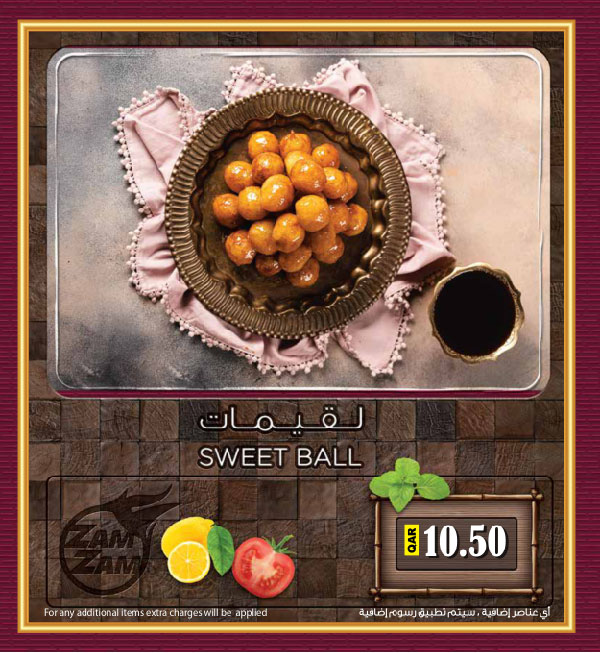 لقيمات
SWEET BALL
ZAM
ZAM
QAR 10.50
For any additional items extra charges will be applied
أي عناصر إضافية ، سيتم تطبيق رسوم إضافية